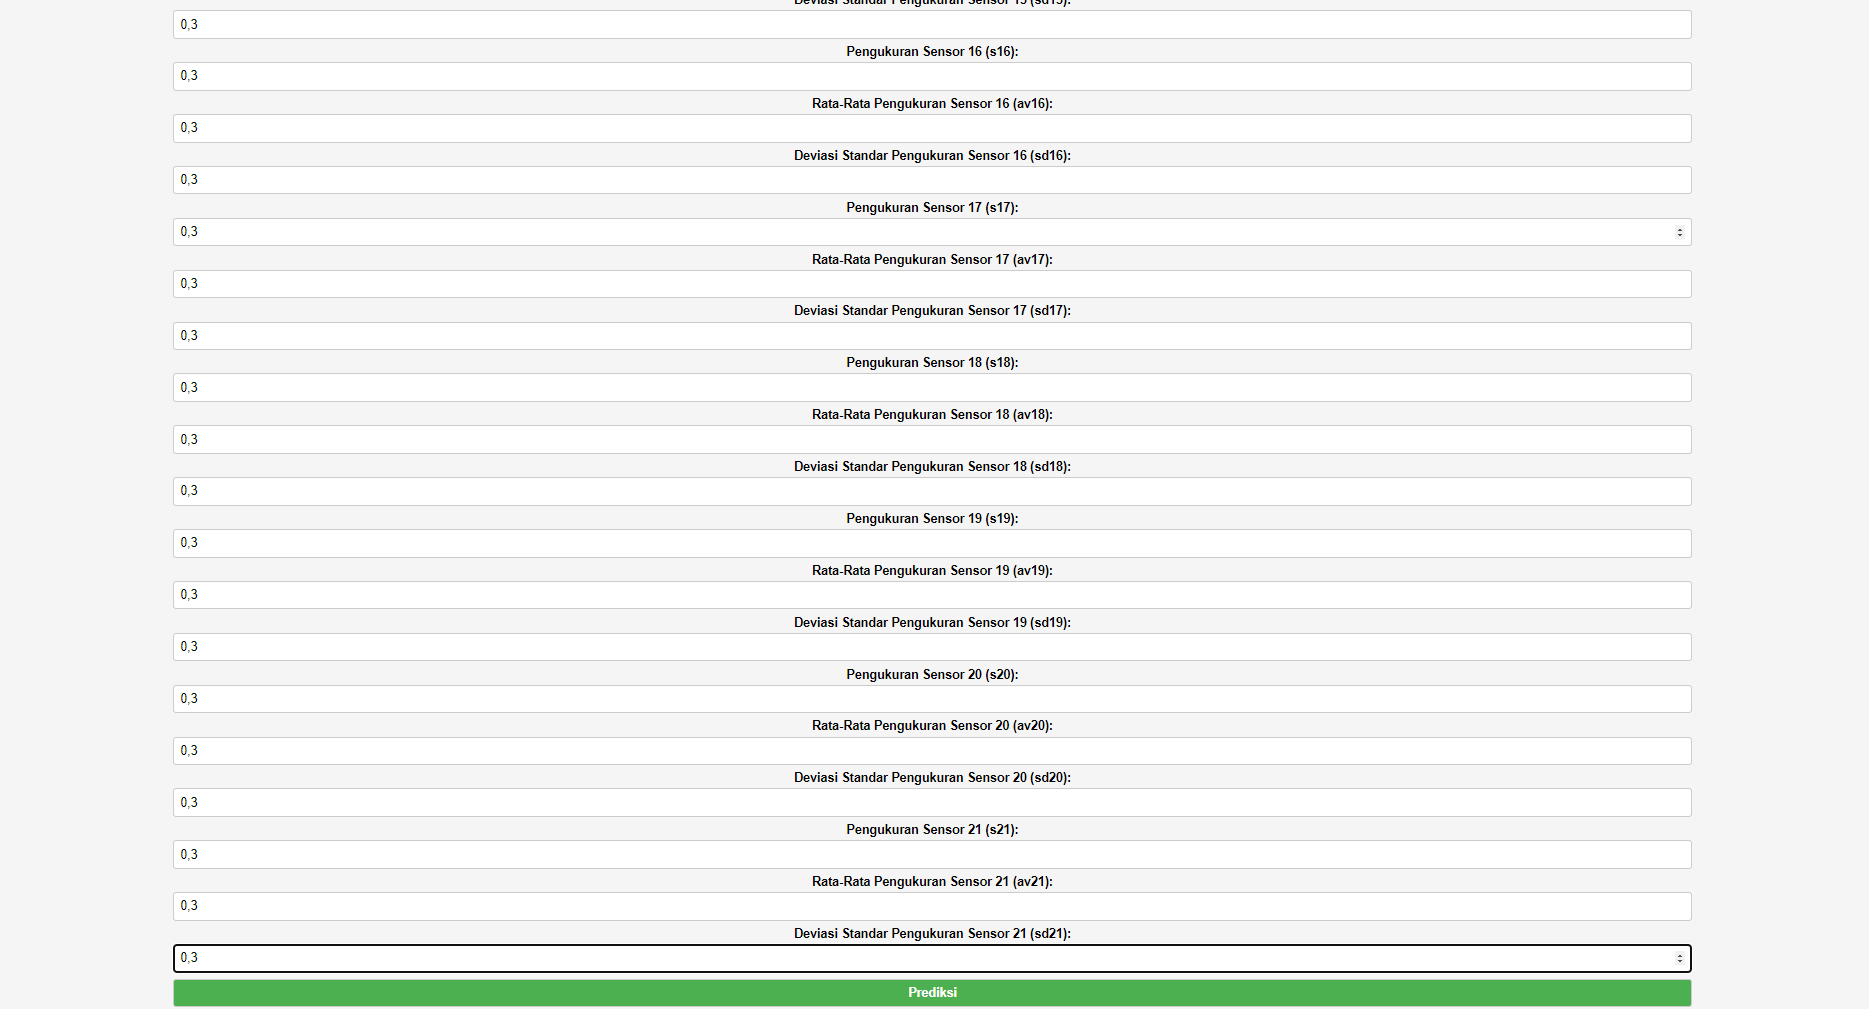 Deviasi Standar Pengukuran Sensor 15 (sd15):
0,3
Pengukuran Sensor 16 (s16):
0,3
Rata-Rata Pengukuran Sensor 16 (av16):
0,3
Deviasi Standar Pengukuran Sensor 16 (sd16):
0,3
Pengukuran Sensor 17 (s17):
0,3
Rata-Rata Pengukuran Sensor 17 (av17):
0,3
Deviasi Standar Pengukuran Sensor 17 (sd17):
0,3
Pengukuran Sensor 18 (s18):
0,3
Rata-Rata Pengukuran Sensor 18 (av18):
0,3
Deviasi Standar Pengukuran Sensor 18 (sd18):
0,3
Pengukuran Sensor 19 (s19):
0,3
Rata-Rata Pengukuran Sensor 19 (av19):
0,3
Deviasi Standar Pengukuran Sensor 19 (sd19):
0,3
Pengukuran Sensor 20 (s20):
0,3
Rata-Rata Pengukuran Sensor 20 (av20):
0,3
Deviasi Standar Pengukuran Sensor 20 (sd20):
0,3
Pengukuran Sensor 21 (s21):
0,3
Rata-Rata Pengukuran Sensor 21 (av21):
0,3
Deviasi Standar Pengukuran Sensor 21 (sd21):
0,3
Prediksi